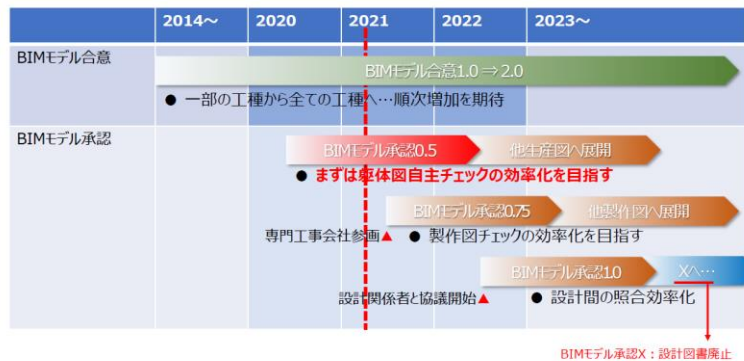 2014～ 2020 2021 2022 2023～
BIMモデル合意
BIMモデル合意1.0 ⇒ 2.0
● 一部の工種から全ての工種へ…順次増加を期待
BIMモデル承認
BIMモデル承認0.5 他生産図へ展開
● まずは躯体図自主チェックの効率化を目指す
BIMモデル承認0.75 他製作図へ展開
専門工事会社参画▲ ● 製作図チェックの効率化を目指す
BIMモデル承認1.0 Xへ…
設計関係者と協議開始▲ ● 設計間の照合効率化
BIMモデル承認X：設計図書廃止